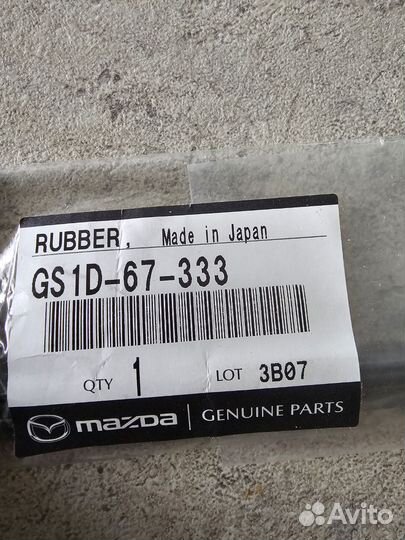 RUBBER, Made in Japan
GS1D-67-333
QTY 1 LOT 3B07
mazda GENUINE PARTS
Avito